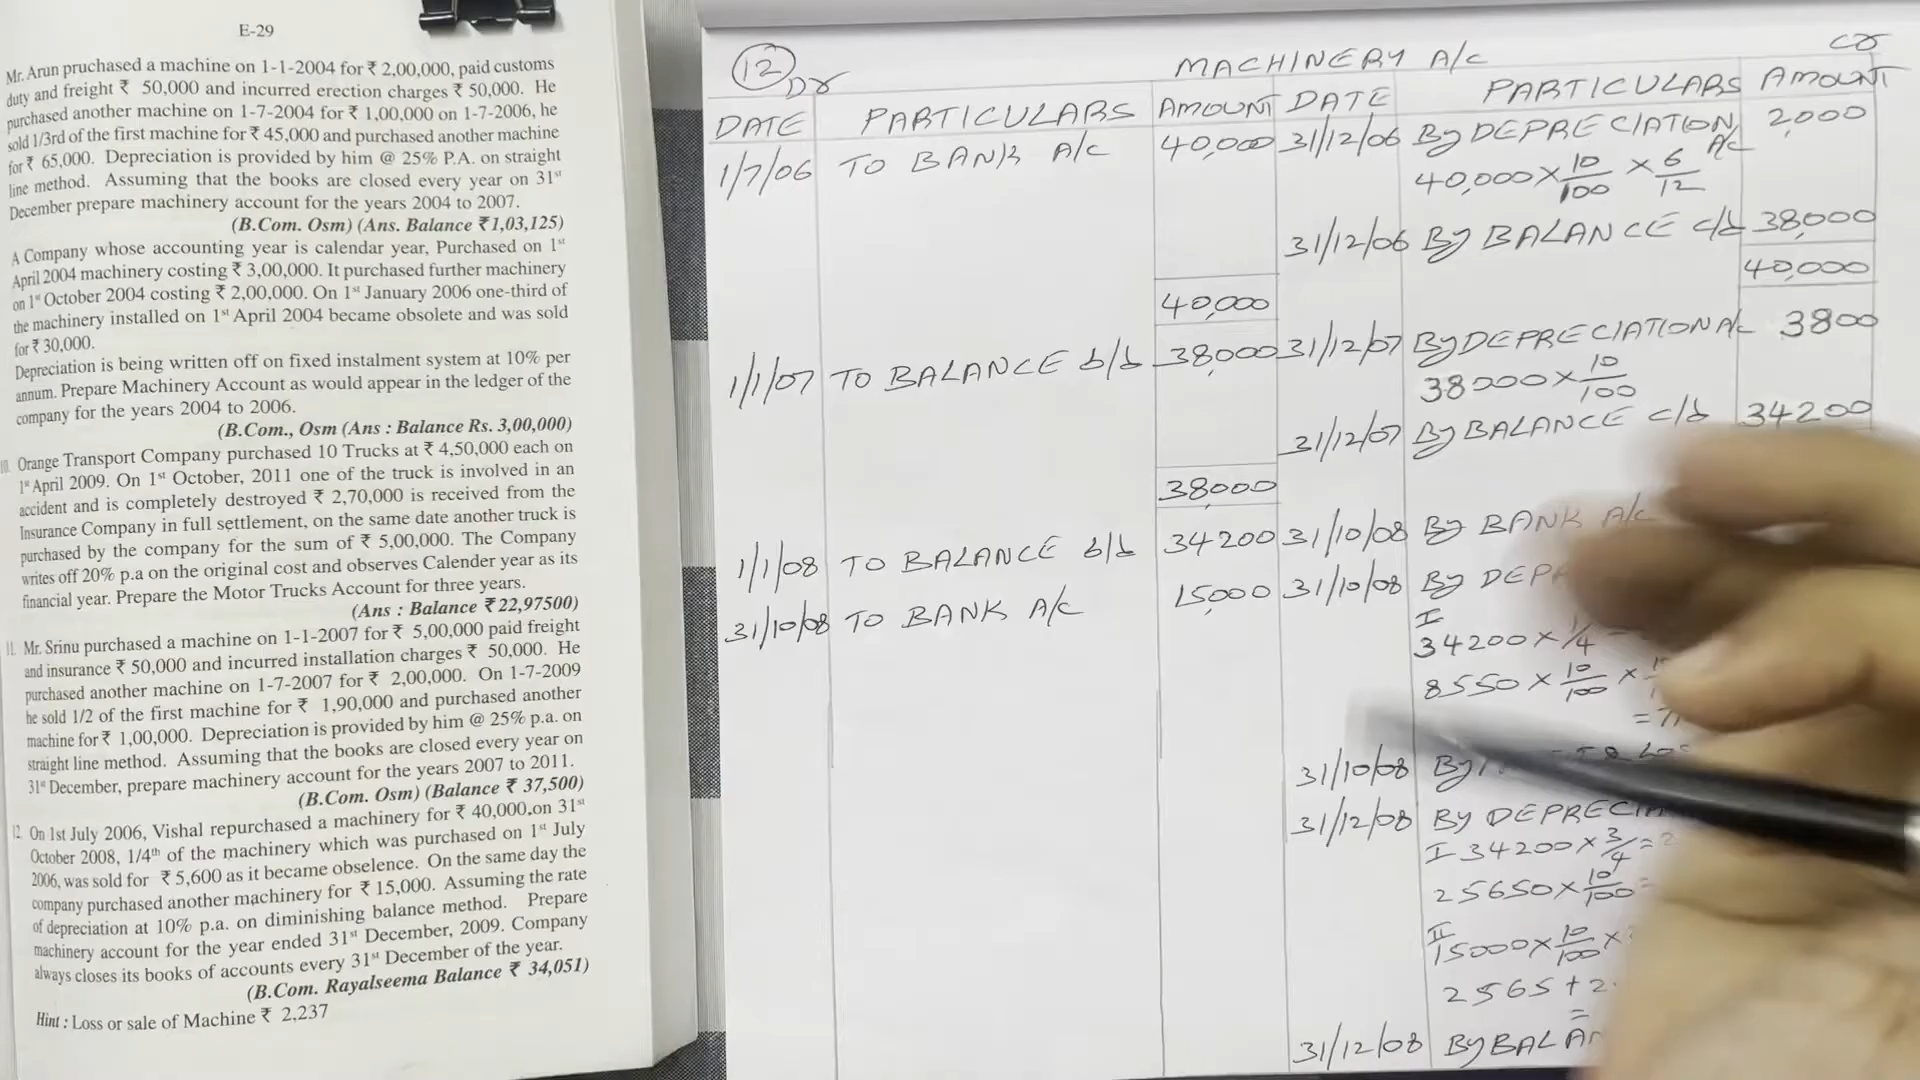 E-29
Mr. Arun pruchased a machine on 1-1-2004 for ₹ 2,00,000, paid customs
duty and freight ₹ 50,000 and incurred erection charges ₹ 50,000. He
purchased another machine on 1-7-2004 for ₹ 1,00,000 on 1-7-2006, he
sold 1/3rd of the first machine for ₹ 45,000 and purchased another machine
for ₹ 65,000. Depreciation is provided by him @ 25% P.A. on straight
line method. Assuming that the books are closed every year on 31st
December prepare machinery account for the years 2004 to 2007.
(B.Com. Osm) (Ans. Balance ₹1,03,125)
A Company whose accounting year is calendar year, Purchased on 1st
April 2004 machinery costing ₹ 3,00,000. It purchased further machinery
on 1st October 2004 costing ₹ 2,00,000. On 1st January 2006 one-third of
the machinery installed on 1st April 2004 became obsolete and was sold
for ₹ 30,000.
Depreciation is being written off on fixed instalment system at 10% per
annum. Prepare Machinery Account as would appear in the ledger of the
company for the years 2004 to 2006.
(B.Com., Osm (Ans : Balance Rs. 3,00,000)
10. Orange Transport Company purchased 10 Trucks at ₹ 4,50,000 each on
1st April 2009. On 1st October, 2011 one of the truck is involved in an
accident and is completely destroyed ₹ 2,70,000 is received from the
Insurance Company in full settlement, on the same date another truck is
purchased by the company for the sum of ₹ 5,00,000. The Company
writes off 20% p.a on the original cost and observes Calender year as its
financial year. Prepare the Motor Trucks Account for three years.
(Ans : Balance ₹22,97500)
11. Mr. Srinu purchased a machine on 1-1-2007 for ₹ 5,00,000 paid freight
and insurance ₹ 50,000 and incurred installation charges ₹ 50,000. He
purchased another machine on 1-7-2007 for ₹ 2,00,000. On 1-7-2009
he sold 1/2 of the first machine for ₹ 1,90,000 and purchased another
machine for ₹ 1,00,000. Depreciation is provided by him @ 25% p.a. on
straight line method. Assuming that the books are closed every year on
31st December, prepare machinery account for the years 2007 to 2011.
(B.Com. Osm) (Balance ₹ 37,500)
12. On 1st July 2006, Vishal repurchased a machinery for ₹ 40,000.on 31st
October 2008, 1/4th of the machinery which was purchased on 1st July
2006, was sold for ₹ 5,600 as it became obselence. On the same day the
company purchased another machinery for ₹ 15,000. Assuming the rate
of depreciation at 10% p.a. on diminishing balance method. Prepare
machinery account for the year ended 31st December, 2009. Company
always closes its books of accounts every 31st December of the year.
(B.Com. Rayalseema Balance ₹ 34,051)
Hint : Loss or sale of Machine ₹ 2,237
12 Dr MACHINERY A/c Cr
DATE PARTICULARS AMOUNT DATE PARTICULARS AMOUNT
1/7/06 TO BANK A/c 40,000 31/12/06 By DEPRECIATION A/c 2,000
40,000 × 10/100 × 6/12
31/12/06 By BALANCE c/d 38,000
40,000 40,000
1/1/07 TO BALANCE b/d 38,000 31/12/07 By DEPRECIATION A/c 3800
38000 × 10/100
31/12/07 By BALANCE c/d 34200
38,000
1/1/08 TO BALANCE b/d 34200 31/10/08 By BANK A/c
31/10/08 TO BANK A/c 15,000 31/10/08 By DEPR
I
34200 × 1/4 =
8550 × 10/100 ×
= 7
31/10/08 By
31/12/08 By DEPRECIA
I 34200 × 3/4 = 2
25650 × 10/100 =
II
15000 × 10/100 ×
2565 + 2
=
31/12/08 By BALAN